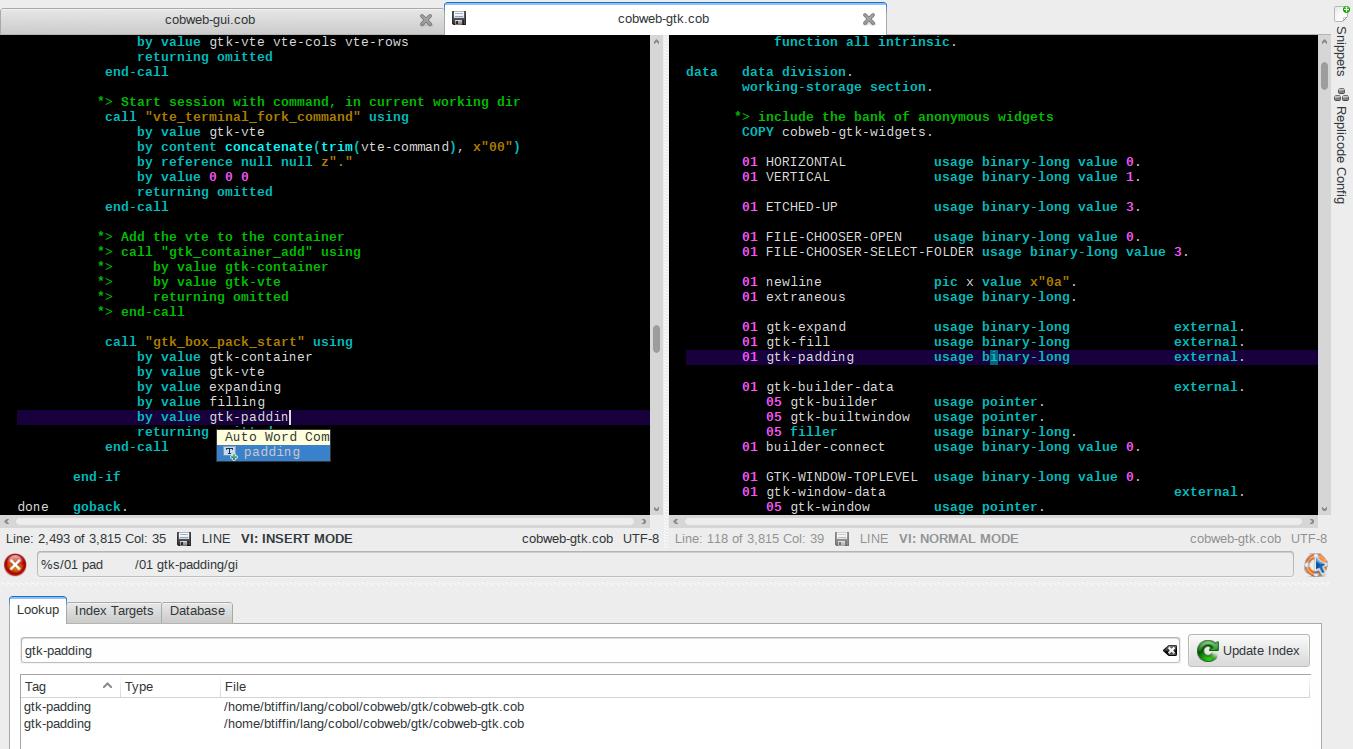 cobweb-gui.cob
cobweb-gtk.cob
by value gtk-vte vte-cols vte-rows
returning omitted
end-call
*> Start session with command, in current working dir
call "vte_terminal_fork_command" using
by value gtk-vte
by content concatenate(trim(vte-command), x"00")
by reference null null z"."
by value 0 0 0
returning omitted
end-call
*> Add the vte to the container
*> call "gtk_container_add" using
*>     by value gtk-container
*>     by value gtk-vte
*>     returning omitted
*> end-call
call "gtk_box_pack_start" using
by value gtk-container
by value gtk-vte
by value expanding
by value filling
by value gtk-paddin
returning
Auto Word Com
padding
end-call
end-if
done   goback.
function all intrinsic.
data   data division.
working-storage section.
*> include the bank of anonymous widgets
COPY cobweb-gtk-widgets.
01 HORIZONTAL           usage binary-long value 0.
01 VERTICAL             usage binary-long value 1.
01 ETCHED-UP            usage binary-long value 3.
01 FILE-CHOOSER-OPEN    usage binary-long value 0.
01 FILE-CHOOSER-SELECT-FOLDER usage binary-long value 3.
01 newline              pic x value x"0a".
01 extraneous           usage binary-long.
01 gtk-expand           usage binary-long             external.
01 gtk-fill             usage binary-long             external.
01 gtk-padding          usage binary-long             external.
01 gtk-builder-data                                   external.
05 gtk-builder       usage pointer.
05 gtk-builtwindow   usage pointer.
05 filler            usage binary-long.
01 builder-connect      usage binary-long value 0.
01 GTK-WINDOW-TOPLEVEL  usage binary-long value 0.
01 gtk-window-data                                    external.
05 gtk-window        usage pointer.
Snippets
Replicode Config
Line: 2,493 of 3,815 Col: 35 LINE VI: INSERT MODE cobweb-gtk.cob UTF-8
Line: 118 of 3,815 Col: 39 LINE VI: NORMAL MODE cobweb-gtk.cob UTF-8
%s/01 pad         /01 gtk-padding/gi
Lookup Index Targets Database
gtk-padding
Update Index
Tag Type File
gtk-padding /home/btiffin/lang/cobol/cobweb/gtk/cobweb-gtk.cob
gtk-padding /home/btiffin/lang/cobol/cobweb/gtk/cobweb-gtk.cob